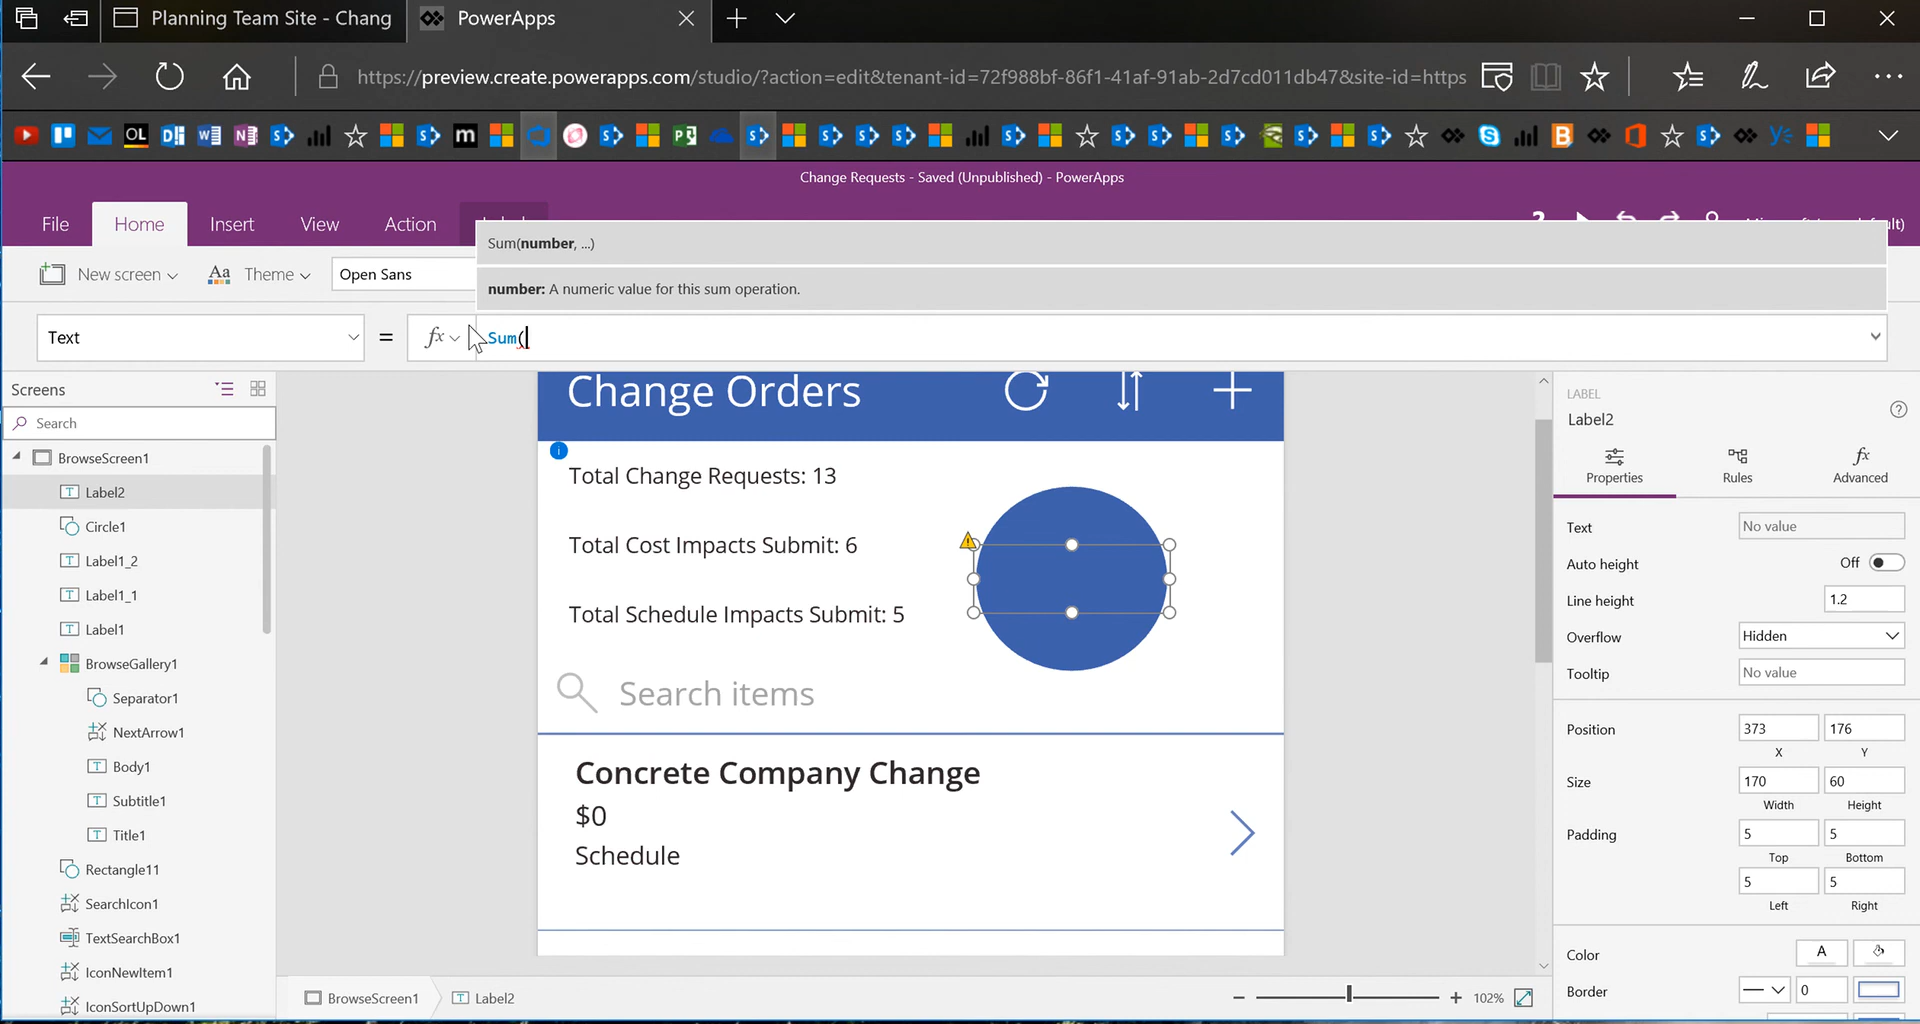 Planning Team Site - Chang
PowerApps
https://preview.create.powerapps.com/studio/?action=edit&tenant-id=72f988bf-86f1-41af-91ab-2d7cd011db47&site-id=https
Change Requests - Saved (Unpublished) - PowerApps
File
Home
Insert
View
Action
Sum(number, ...)
number: A numeric value for this sum operation.
New screen
Theme
Open Sans
Text
=
fx
Sum(
Screens
Search
BrowseScreen1
Label2
Circle1
Label1_2
Label1_1
Label1
BrowseGallery1
Separator1
NextArrow1
Body1
Subtitle1
Title1
Rectangle11
SearchIcon1
TextSearchBox1
IconNewItem1
IconSortUpDown1
Change Orders
Total Change Requests: 13
Total Cost Impacts Submit: 6
Total Schedule Impacts Submit: 5
Search items
Concrete Company Change
$0
Schedule
BrowseScreen1
Label2
102%
LABEL
Label2
Properties
Rules
Advanced
Text
No value
Auto height
Off
Line height
1.2
Overflow
Hidden
Tooltip
No value
Position
373
176
X
Y
Size
170
60
Width
Height
Padding
5
5
Top
Bottom
5
5
Left
Right
Color
A
Border
0